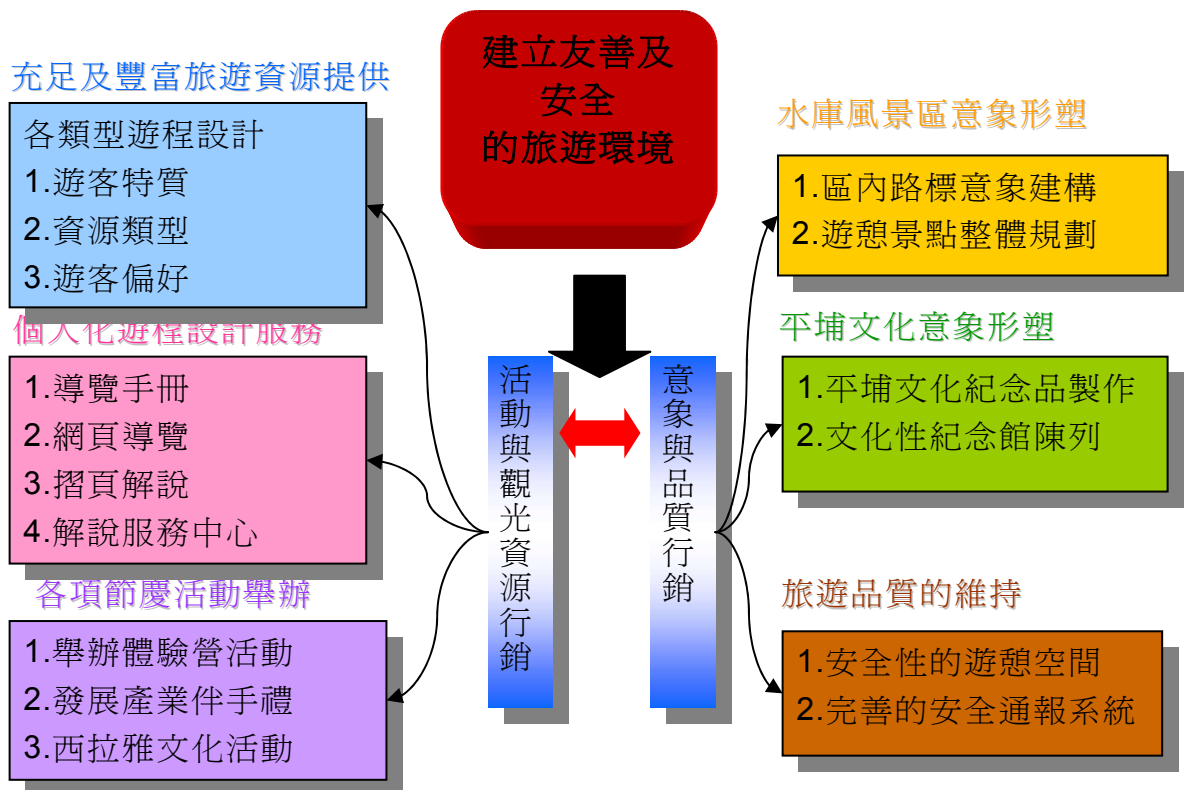 建立友善及
安全
的旅遊環境
充足及豐富旅遊資源提供
各類型遊程設計
1.遊客特質
2.資源類型
3.遊客偏好
個人化遊程設計服務
1.導覽手冊
2.網頁導覽
3.摺頁解說
4.解說服務中心
各項節慶活動舉辦
1.舉辦體驗營活動
2.發展產業伴手禮
3.西拉雅文化活動
活動與觀光資源行銷
意象與品質行銷
水庫風景區意象形塑
1.區內路標意象建構
2.遊憩景點整體規劃
平埔文化意象形塑
1.平埔文化紀念品製作
2.文化性紀念館陳列
旅遊品質的維持
1.安全性的遊憩空間
2.完善的安全通報系統